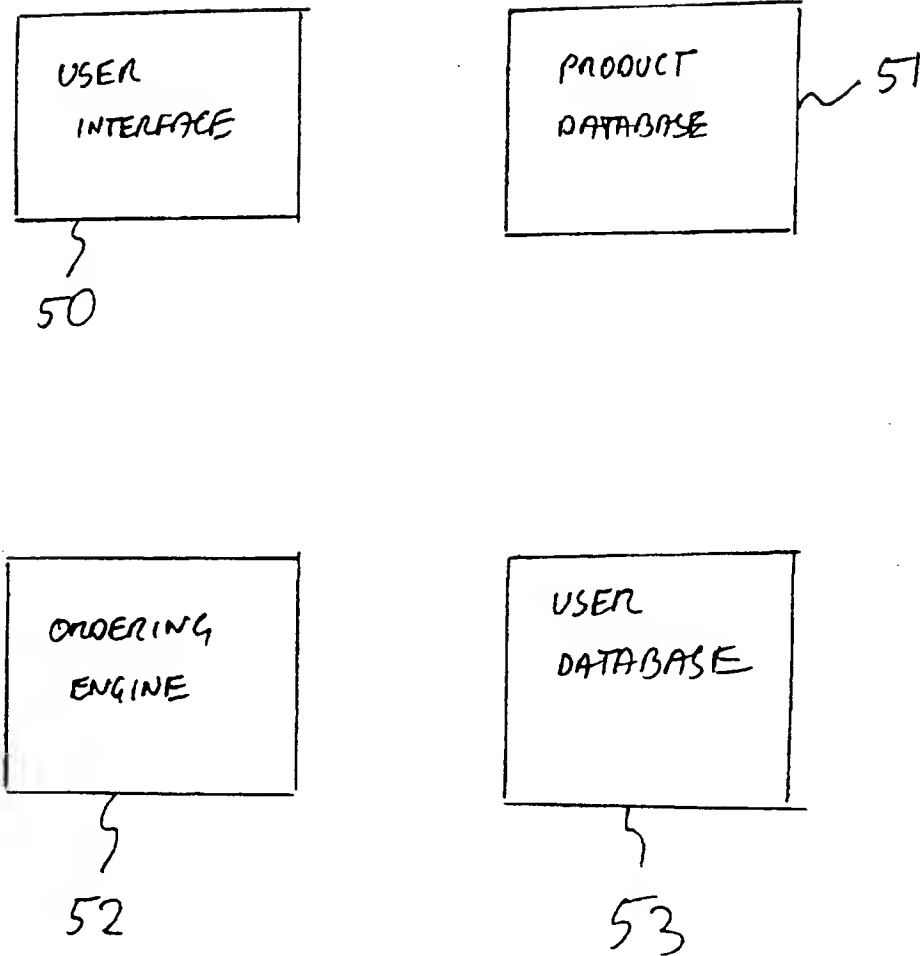 USER
INTERFACE
50
PRODUCT
DATABASE
51
ORDERING
ENGINE
52
USER
DATABASE
53